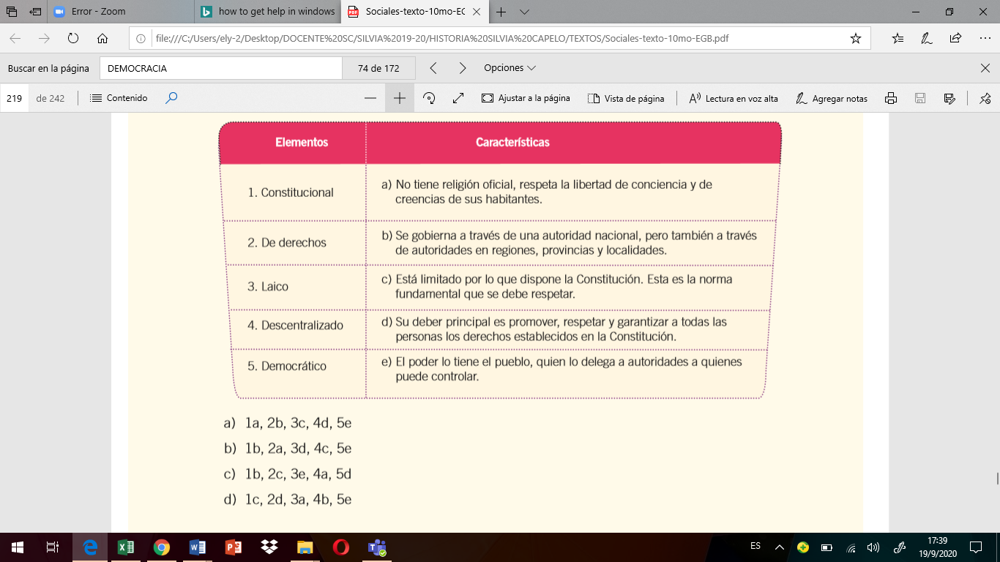 Error - Zoom
how to get help in windows
Sociales-texto-10mo-EG
file:///C:/Users/ely-2/Desktop/DOCENTE%20SC/SILVIA%2019-20/HISTORIA%20SILVIA%20CAPELO/TEXTOS/Sociales-texto-10mo-EGB.pdf
Buscar en la página
DEMOCRACIA
74 de 172
Opciones
219
de 242
Contenido
Ajustar a la página
Vista de página
Lectura en voz alta
Agregar notas
Elementos
Características
1. Constitucional
a) No tiene religión oficial, respeta la libertad de conciencia y de
creencias de sus habitantes.
2. De derechos
b) Se gobierna a través de una autoridad nacional, pero también a través
de autoridades en regiones, provincias y localidades.
3. Laico
c) Está limitado por lo que dispone la Constitución. Esta es la norma
fundamental que se debe respetar.
4. Descentralizado
d) Su deber principal es promover, respetar y garantizar a todas las
personas los derechos establecidos en la Constitución.
5. Democrático
e) El poder lo tiene el pueblo, quien lo delega a autoridades a quienes
puede controlar.
a) 1a, 2b, 3c, 4d, 5e
b) 1b, 2a, 3d, 4c, 5e
c) 1b, 2c, 3e, 4a, 5d
d) 1c, 2d, 3a, 4b, 5e
ES
17:39
19/9/2020